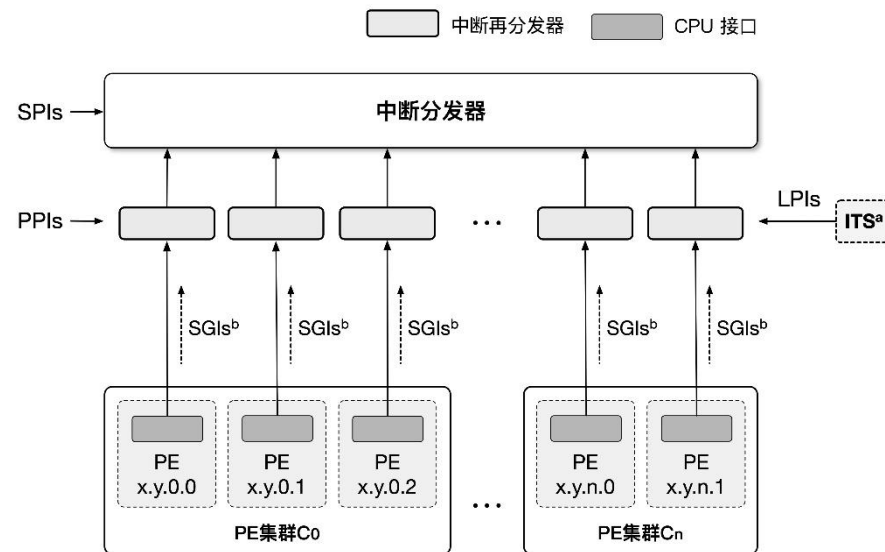 中断再分发器 CPU 接口
中断分发器
SPIs
PPIs
...
LPIs
ITSᵃ
SGIsᵇ SGIsᵇ SGIsᵇ SGIsᵇ SGIsᵇ
PE PE PE PE PE
x.y.0.0 x.y.0.1 x.y.0.2 x.y.n.0 x.y.n.1
...
PE集群C₀ PE集群Cₙ